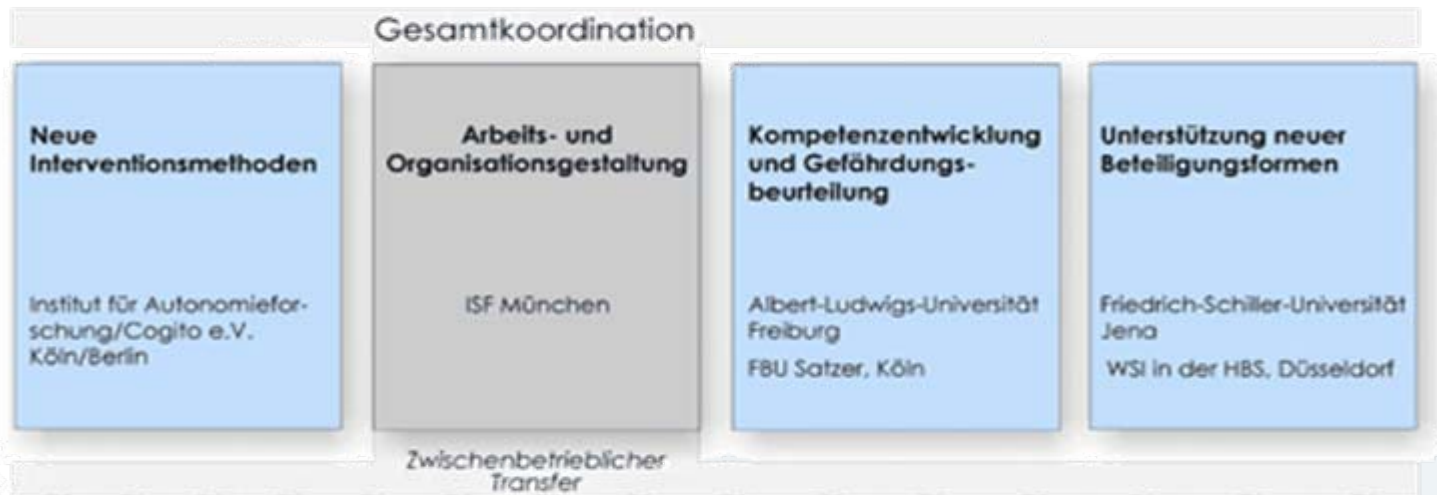 Gesamtkoordination
Neue
Interventionsmethoden
Institut für Autonomiefor-
schung/Cogito e.V.
Köln/Berlin
Arbeits- und
Organisationsgestaltung
ISF München
Kompetenzentwicklung
und Gefährdungs-
beurteilung
Albert-Ludwigs-Universität
Freiburg
FBU Satzer, Köln
Unterstützung neuer
Beteiligungsformen
Friedrich-Schiller-Universität
Jena
WSI in der HBS, Düsseldorf
Zwischenbetrieblicher
Transfer